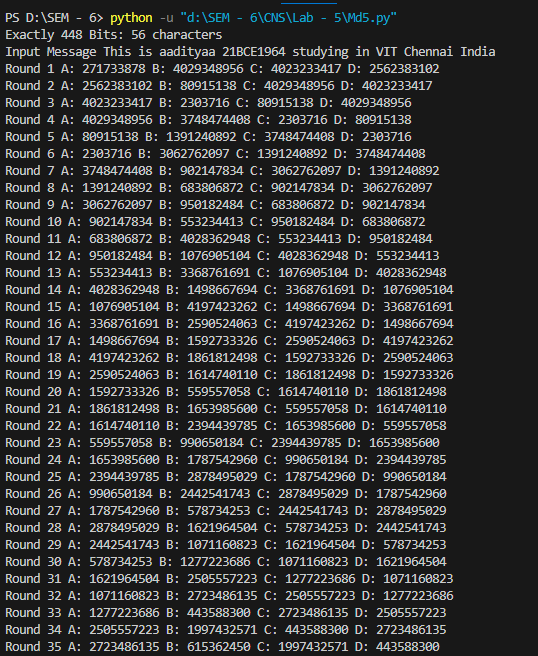 PS D:\SEM - 6> python -u "d:\SEM - 6\CNS\Lab - 5\Md5.py"
Exactly 448 Bits: 56 characters
Input Message This is aadityaa 21BCE1964 studying in VIT Chennai India
Round 1 A: 271733878 B: 4029348956 C: 4023233417 D: 2562383102
Round 2 A: 2562383102 B: 80915138 C: 4029348956 D: 4023233417
Round 3 A: 4023233417 B: 2303716 C: 80915138 D: 4029348956
Round 4 A: 4029348956 B: 3748474408 C: 2303716 D: 80915138
Round 5 A: 80915138 B: 1391240892 C: 3748474408 D: 2303716
Round 6 A: 2303716 B: 3062762097 C: 1391240892 D: 3748474408
Round 7 A: 3748474408 B: 902147834 C: 3062762097 D: 1391240892
Round 8 A: 1391240892 B: 683806872 C: 902147834 D: 3062762097
Round 9 A: 3062762097 B: 950182484 C: 683806872 D: 902147834
Round 10 A: 902147834 B: 553234413 C: 950182484 D: 683806872
Round 11 A: 683806872 B: 4028362948 C: 553234413 D: 950182484
Round 12 A: 950182484 B: 1076905104 C: 4028362948 D: 553234413
Round 13 A: 553234413 B: 3368761691 C: 1076905104 D: 4028362948
Round 14 A: 4028362948 B: 1498667694 C: 3368761691 D: 1076905104
Round 15 A: 1076905104 B: 4197423262 C: 1498667694 D: 3368761691
Round 16 A: 3368761691 B: 2590524063 C: 4197423262 D: 1498667694
Round 17 A: 1498667694 B: 1592733326 C: 2590524063 D: 4197423262
Round 18 A: 4197423262 B: 1861812498 C: 1592733326 D: 2590524063
Round 19 A: 2590524063 B: 1614740110 C: 1861812498 D: 1592733326
Round 20 A: 1592733326 B: 559557058 C: 1614740110 D: 1861812498
Round 21 A: 1861812498 B: 1653985600 C: 559557058 D: 1614740110
Round 22 A: 1614740110 B: 2394439785 C: 1653985600 D: 559557058
Round 23 A: 559557058 B: 990650184 C: 2394439785 D: 1653985600
Round 24 A: 1653985600 B: 1787542960 C: 990650184 D: 2394439785
Round 25 A: 2394439785 B: 2878495029 C: 1787542960 D: 990650184
Round 26 A: 990650184 B: 2442541743 C: 2878495029 D: 1787542960
Round 27 A: 1787542960 B: 578734253 C: 2442541743 D: 2878495029
Round 28 A: 2878495029 B: 1621964504 C: 578734253 D: 2442541743
Round 29 A: 2442541743 B: 1071160823 C: 1621964504 D: 578734253
Round 30 A: 578734253 B: 1277223686 C: 1071160823 D: 1621964504
Round 31 A: 1621964504 B: 2505557223 C: 1277223686 D: 1071160823
Round 32 A: 1071160823 B: 2723486135 C: 2505557223 D: 1277223686
Round 33 A: 1277223686 B: 443588300 C: 2723486135 D: 2505557223
Round 34 A: 2505557223 B: 1997432571 C: 443588300 D: 2723486135
Round 35 A: 2723486135 B: 615362450 C: 1997432571 D: 443588300